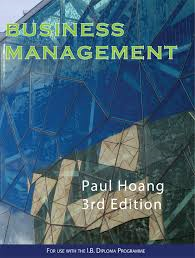 BUSINESS
MANAGEMENT
Paul Hoang
3rd Edition
FOR USE WITH THE I.B. DIPLOMA PROGRAMME